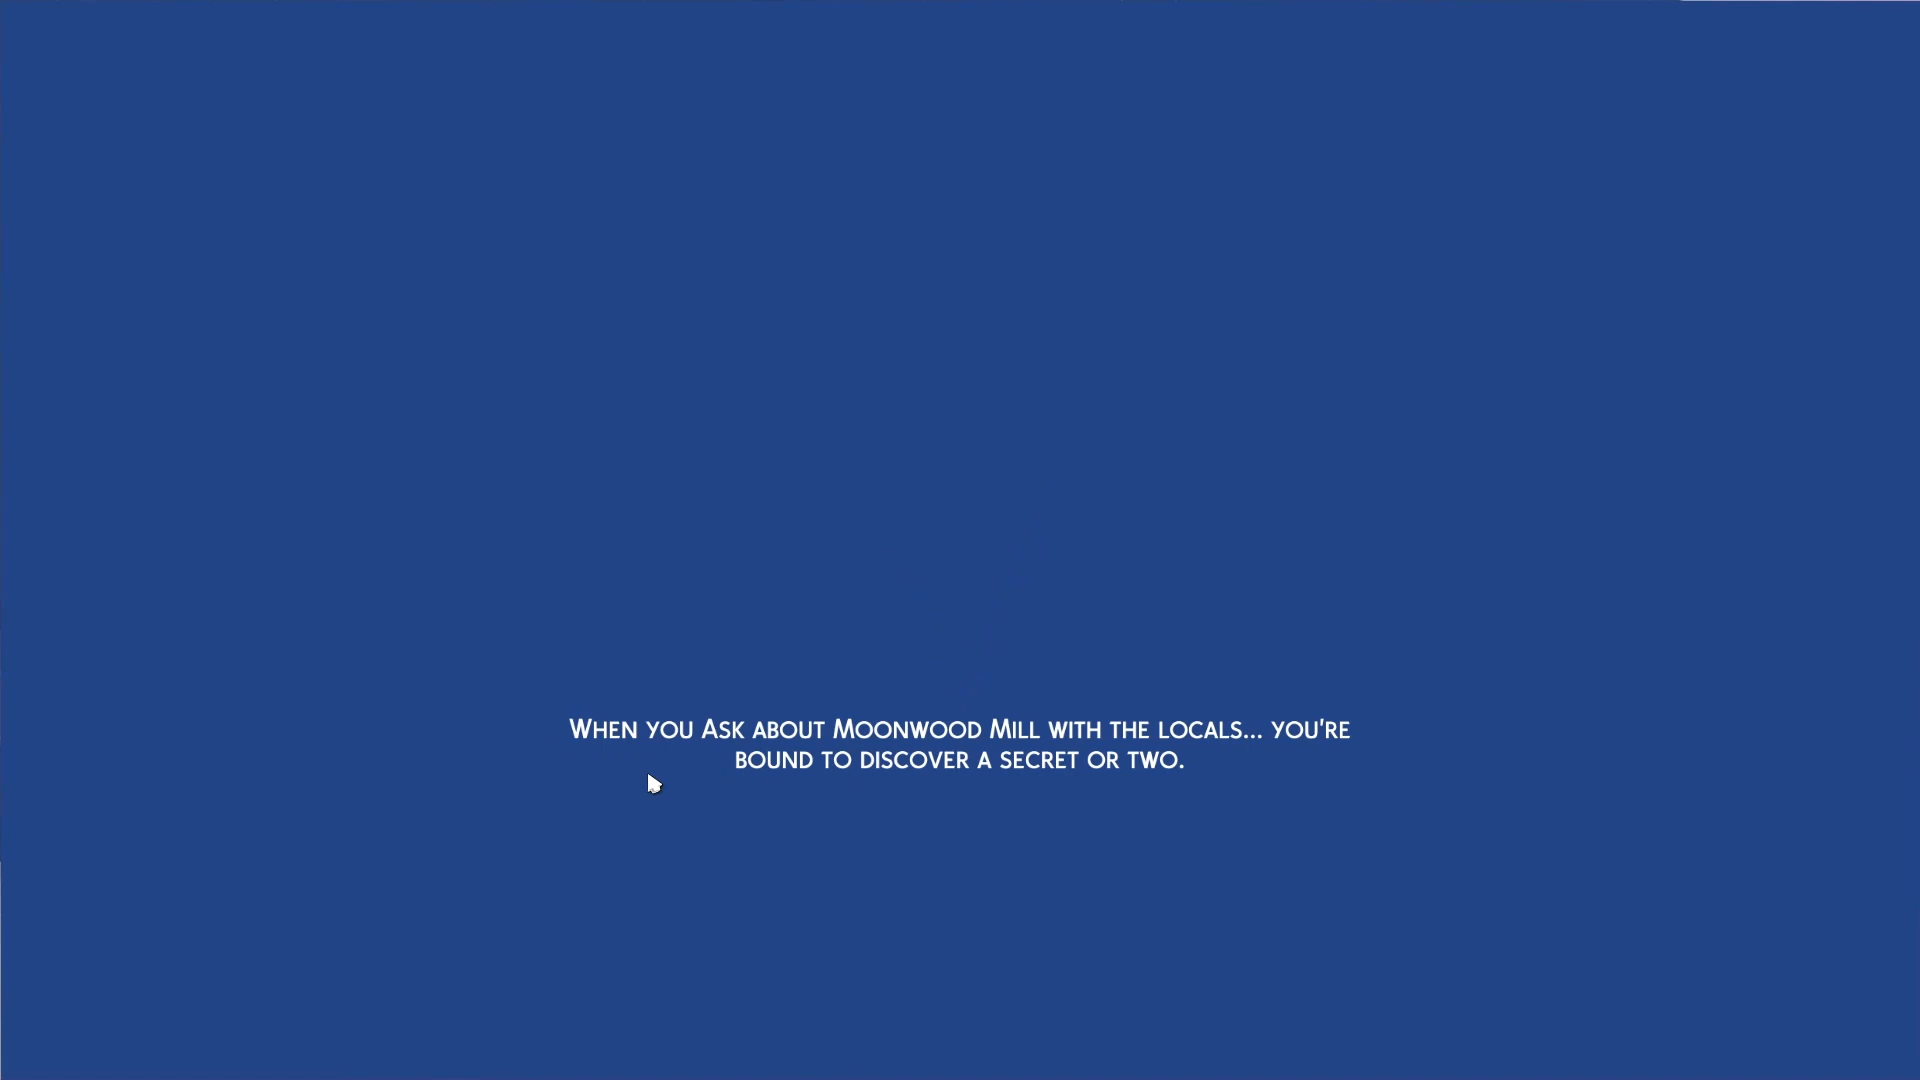 When you Ask about Moonwood Mill with the locals... you're
bound to discover a secret or two.